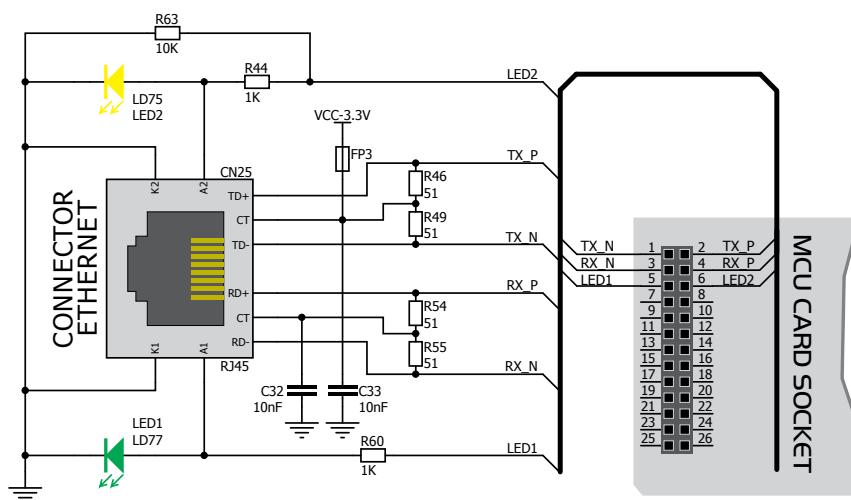 R63
10K
R44
1K
LED2
LD75
LED2
VCC-3.3V
FP3
CN25
K2
A2
TD+
CT
TD-
RD+
CT
RD-
K1
A1
RJ45
CONNECTOR
ETHERNET
TX_P
R46
51
R49
51
TX_N
RX_P
R54
51
R55
51
RX_N
C32
10nF
C33
10nF
LED1
LD77
R60
1K
LED1
TX_N 1 2 TX_P
RX_N 3 4 RX_P
LED1 5 6 LED2
7 8
9 10
11 12
13 14
15 16
17 18
19 20
21 22
23 24
25 26
MCU CARD SOCKET